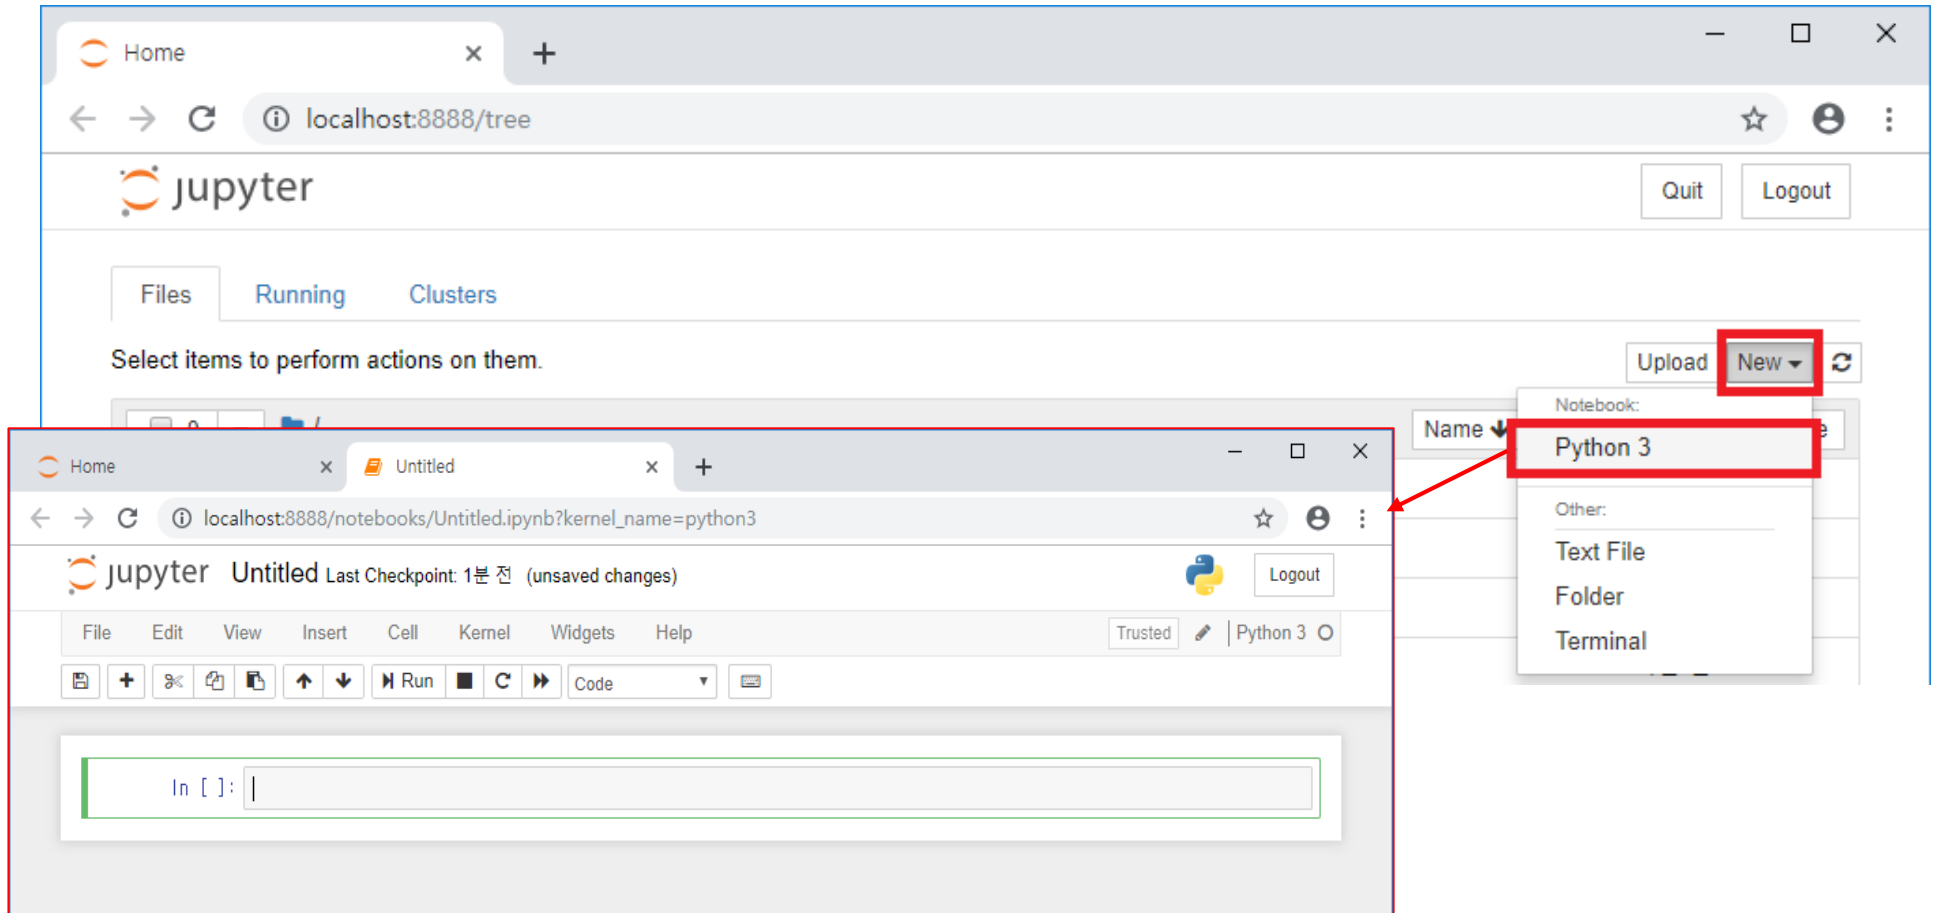 Home
localhost:8888/tree
jupyter
Quit Logout
Files Running Clusters
Select items to perform actions on them.
Upload New
Name
Notebook:
Python 3
Other:
Text File
Folder
Terminal
Home Untitled
localhost:8888/notebooks/Untitled.ipynb?kernel_name=python3
jupyter Untitled Last Checkpoint: 1분 전 (unsaved changes)
Logout
File Edit View Insert Cell Kernel Widgets Help
Trusted Python 3
Run Code
In [ ]: